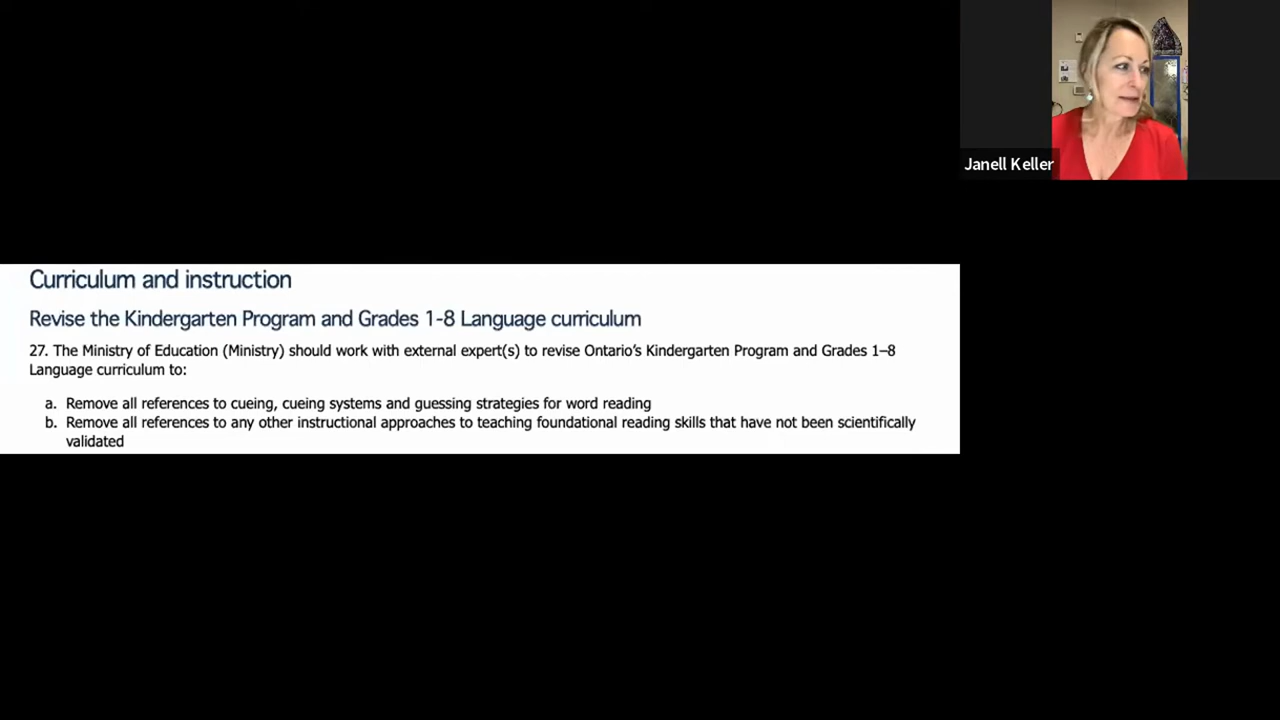 Janell Keller
Curriculum and instruction
Revise the Kindergarten Program and Grades 1-8 Language curriculum
27. The Ministry of Education (Ministry) should work with external expert(s) to revise Ontario’s Kindergarten Program and Grades 1–8
Language curriculum to:
a. Remove all references to cueing, cueing systems and guessing strategies for word reading
b. Remove all references to any other instructional approaches to teaching foundational reading skills that have not been scientifically
validated